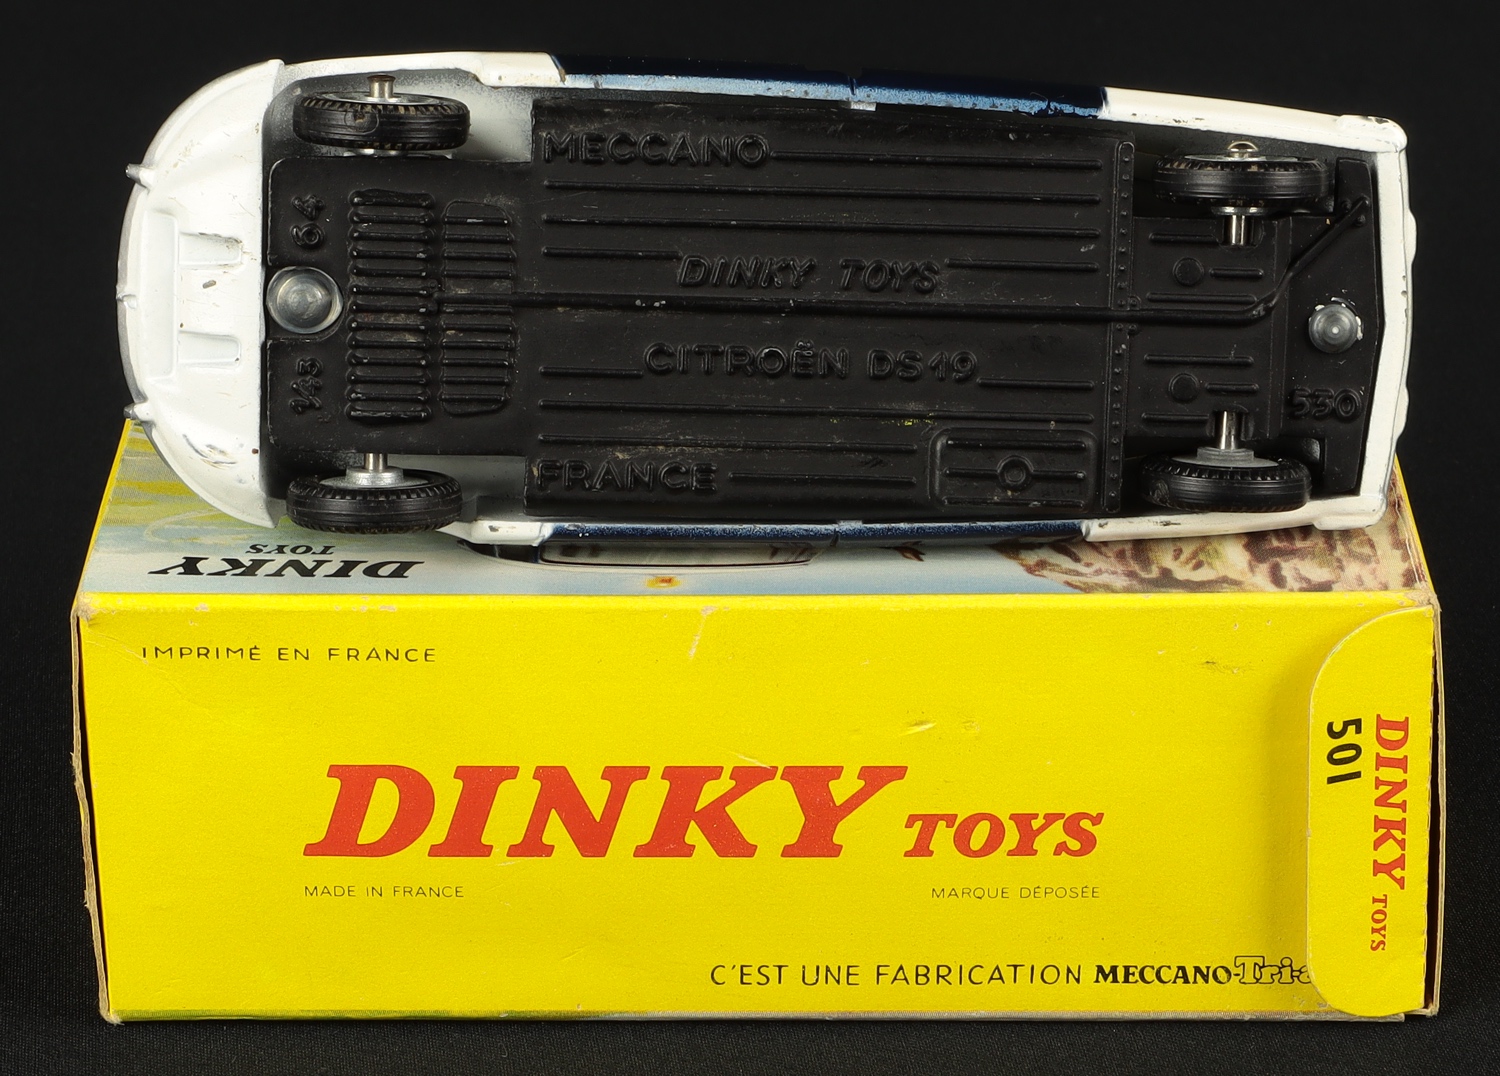 MECCANO
64
DINKY TOYS
CITROËN DS19
1/43
530
FRANCE
DINKY
TOYS
IMPRIMÉ EN FRANCE
DINKY TOYS
MADE IN FRANCE
MARQUE DÉPOSÉE
C'EST UNE FABRICATION MECCANO-Tri-a
DINKY TOYS
501